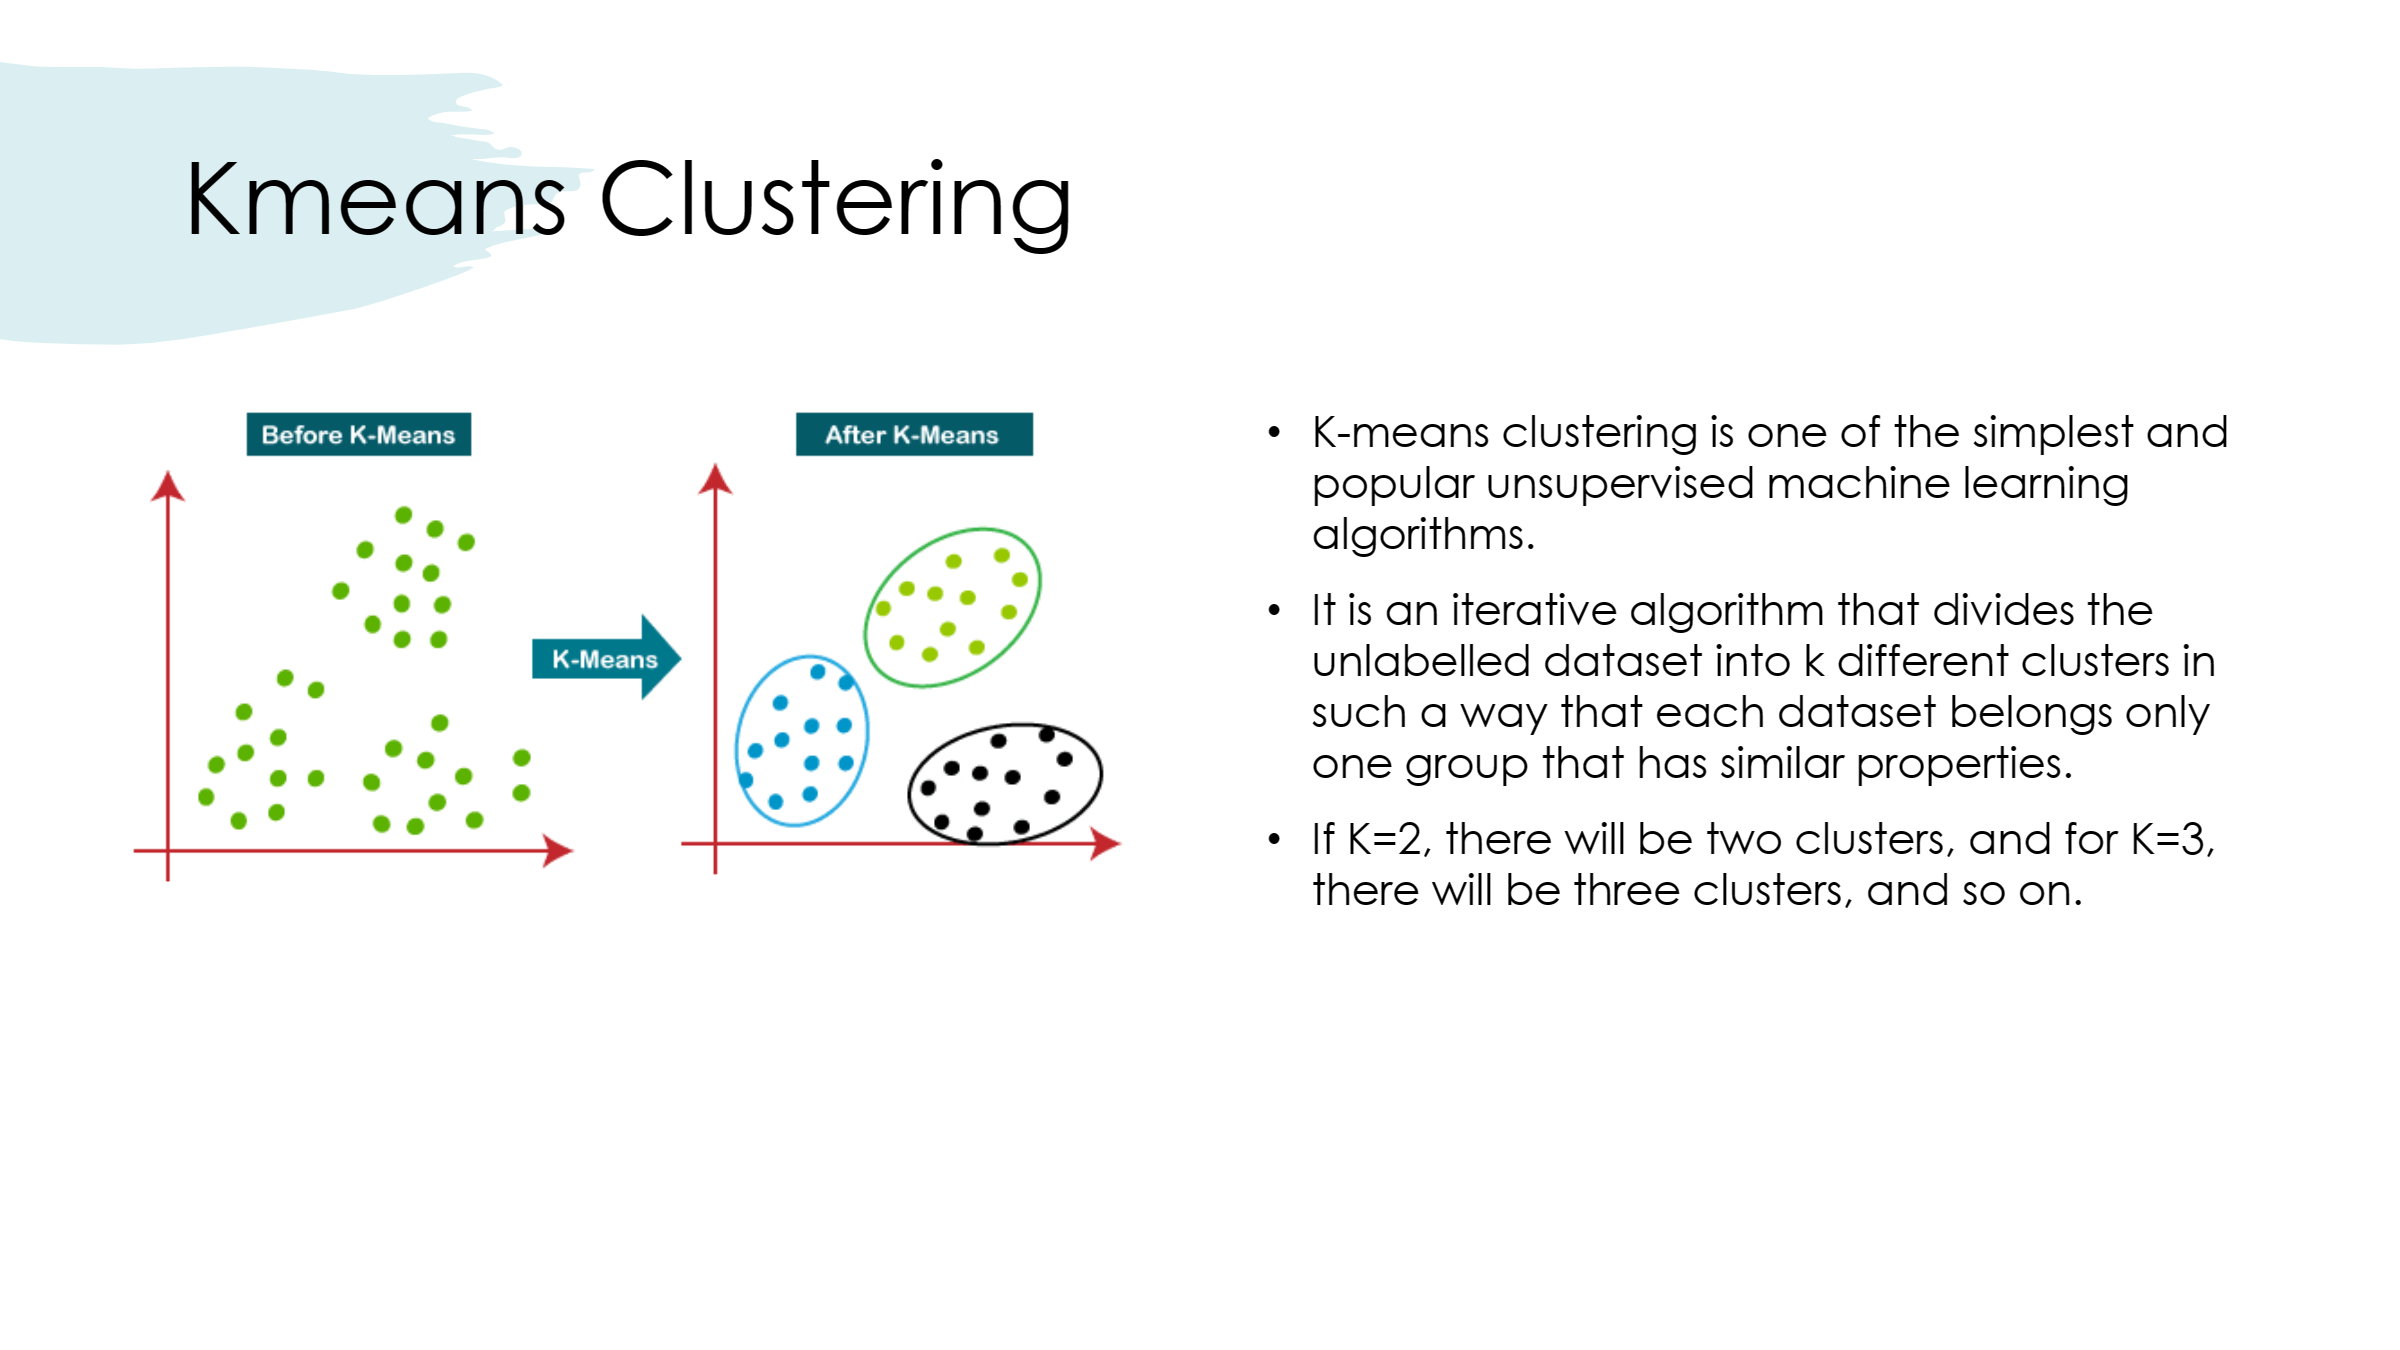 Kmeans Clustering
Before K-Means
After K-Means
K-Means
• K-means clustering is one of the simplest and
popular unsupervised machine learning
algorithms.
• It is an iterative algorithm that divides the
unlabelled dataset into k different clusters in
such a way that each dataset belongs only
one group that has similar properties.
• If K=2, there will be two clusters, and for K=3,
there will be three clusters, and so on.